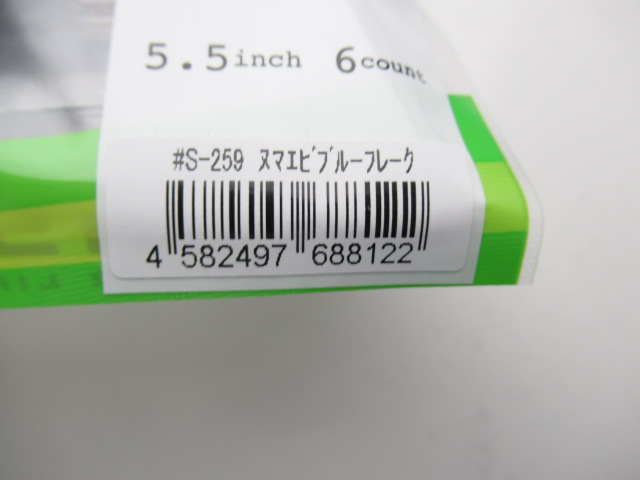 5.5inch 6count
#S-259 ﾇﾏｴﾋﾞﾌﾞﾙｰﾌﾚｰｸ
4 582497 688122